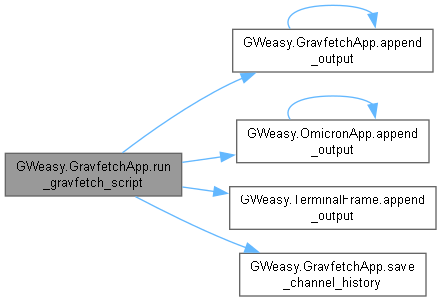 GWeasy.GravfetchApp.append
_output
GWeasy.OmicronApp.append
_output
GWeasy.GravfetchApp.run
_gravfetch_script
GWeasy.TerminalFrame.append
_output
GWeasy.GravfetchApp.save
_channel_history